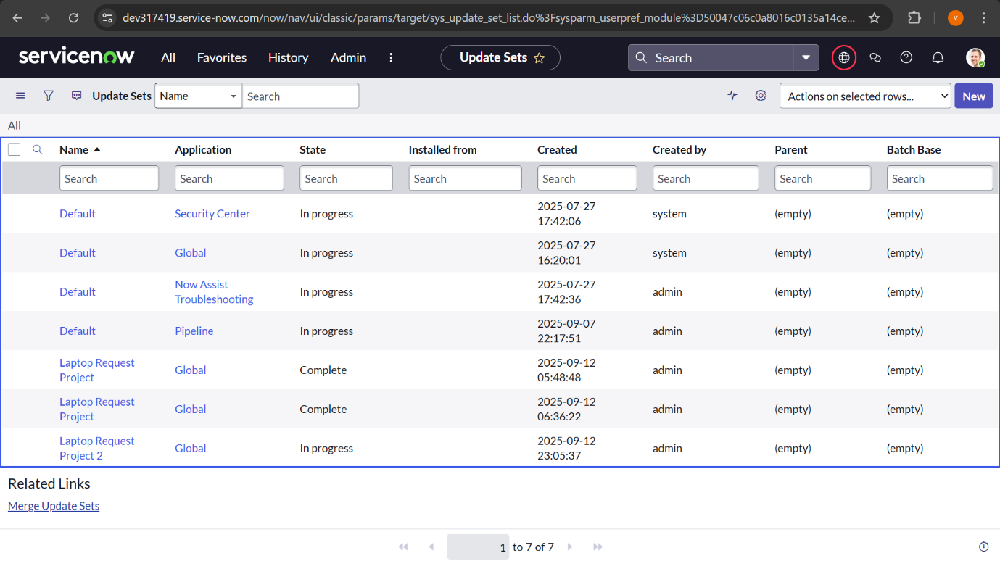 dev317419.service-now.com/now/nav/ui/classic/params/target/sys_update_set_list.do%3Fsysparm_userpref_module%3D50047c06c0a8016c0135a14ce... V
servicenow All Favorites History Admin Update Sets Search
Update Sets Name Search Actions on selected rows... New
All
Name Application State Installed from Created Created by Parent Batch Base
Search Search Search Search Search Search Search Search
Default Security Center In progress 2025-07-27 17:42:06 system (empty) (empty)
Default Global In progress 2025-07-27 16:20:01 system (empty) (empty)
Default Now Assist Troubleshooting In progress 2025-07-27 17:42:36 admin (empty) (empty)
Default Pipeline In progress 2025-09-07 22:17:51 admin (empty) (empty)
Laptop Request Project Global Complete 2025-09-12 05:48:48 admin (empty) (empty)
Laptop Request Project Global Complete 2025-09-12 06:36:22 admin (empty) (empty)
Laptop Request Project 2 Global In progress 2025-09-12 23:05:37 admin (empty) (empty)
Related Links
Merge Update Sets
1 to 7 of 7